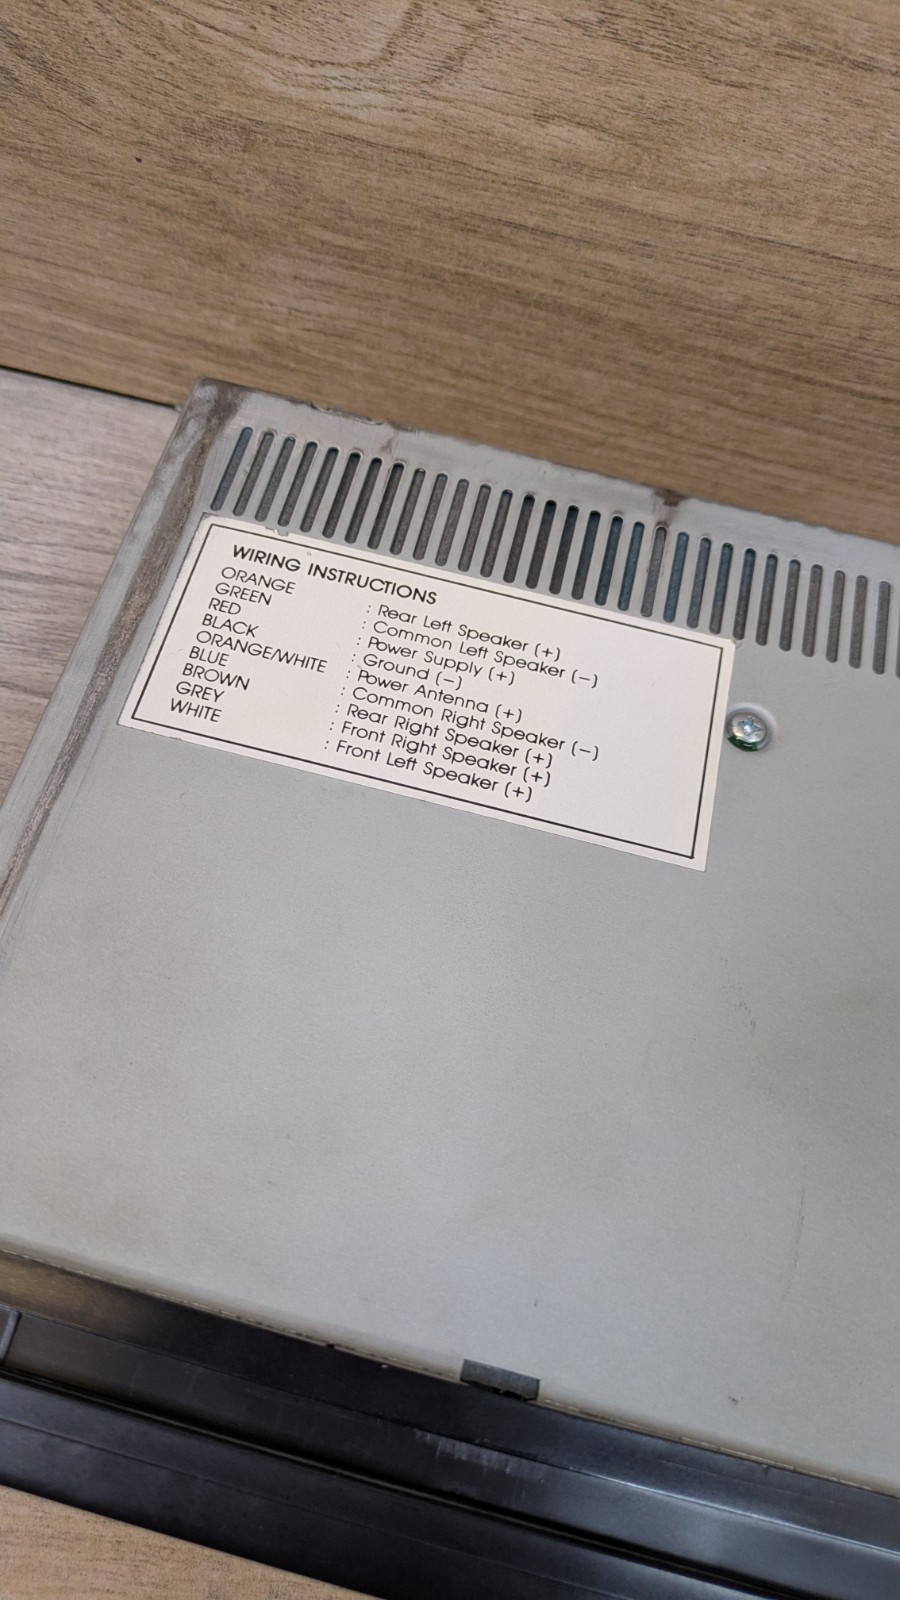 WIRING INSTRUCTIONS
ORANGE : Rear Left Speaker (+)
GREEN : Common Left Speaker (-)
RED : Power Supply (+)
BLACK : Ground (-)
ORANGE/WHITE : Power Antenna (+)
BLUE : Common Right Speaker (-)
BROWN : Rear Right Speaker (+)
GREY : Front Right Speaker (+)
WHITE : Front Left Speaker (+)